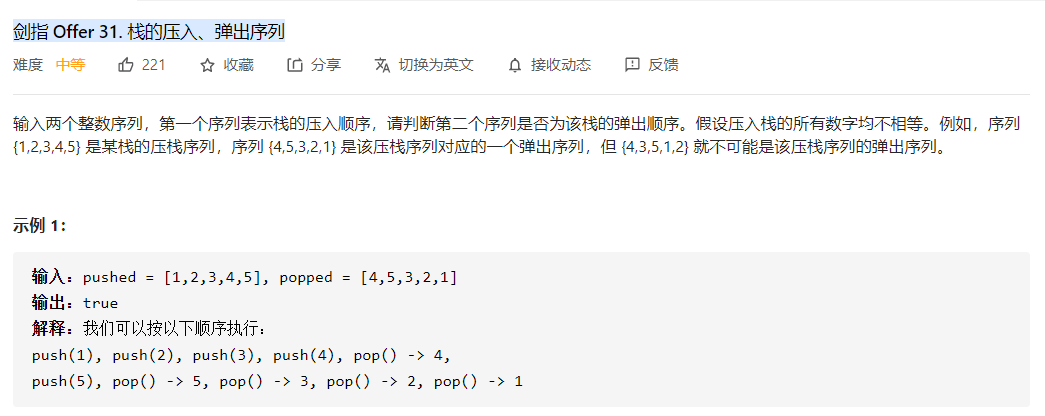 剑指 Offer 31. 栈的压入、弹出序列
难度 中等 221 收藏 分享 切换为英文 接收动态 反馈
输入两个整数序列，第一个序列表示栈的压入顺序，请判断第二个序列是否为该栈的弹出顺序。假设压入栈的所有数字均不相等。例如，序列
{1,2,3,4,5} 是某栈的压栈序列，序列 {4,5,3,2,1} 是该压栈序列对应的一个弹出序列，但 {4,3,5,1,2} 就不可能是该压栈序列的弹出序列。
示例 1：
输入：pushed = [1,2,3,4,5], popped = [4,5,3,2,1]
输出：true
解释：我们可以按以下顺序执行：
push(1), push(2), push(3), push(4), pop() -> 4,
push(5), pop() -> 5, pop() -> 3, pop() -> 2, pop() -> 1